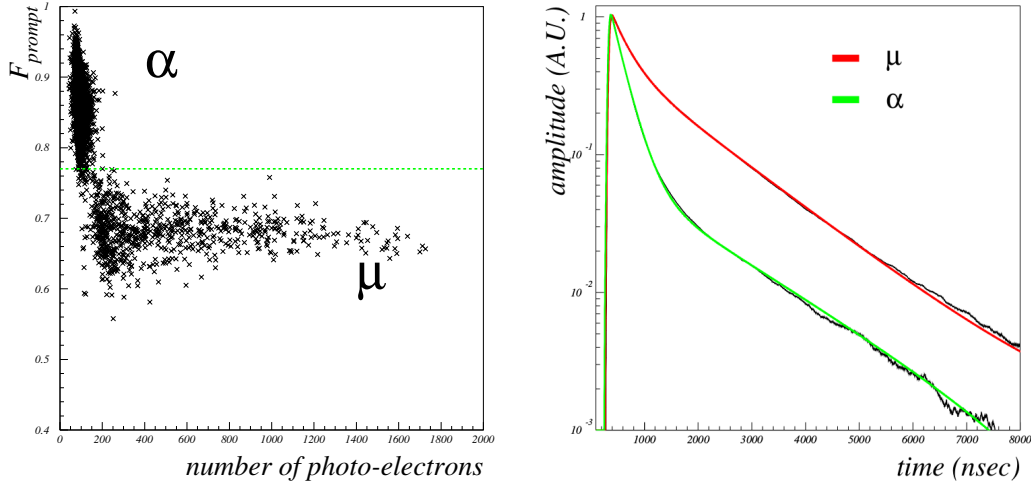 F_prompt
1
0.9
0.8
0.7
0.6
0.5
0.4
α
μ
0 200 400 600 800 1000 1200 1400 1600 1800 2000
number of photo-electrons
amplitude (A.U.)
1
10^-1
10^-2
10^-3
μ
α
1000 2000 3000 4000 5000 6000 7000 8000
time (nsec)